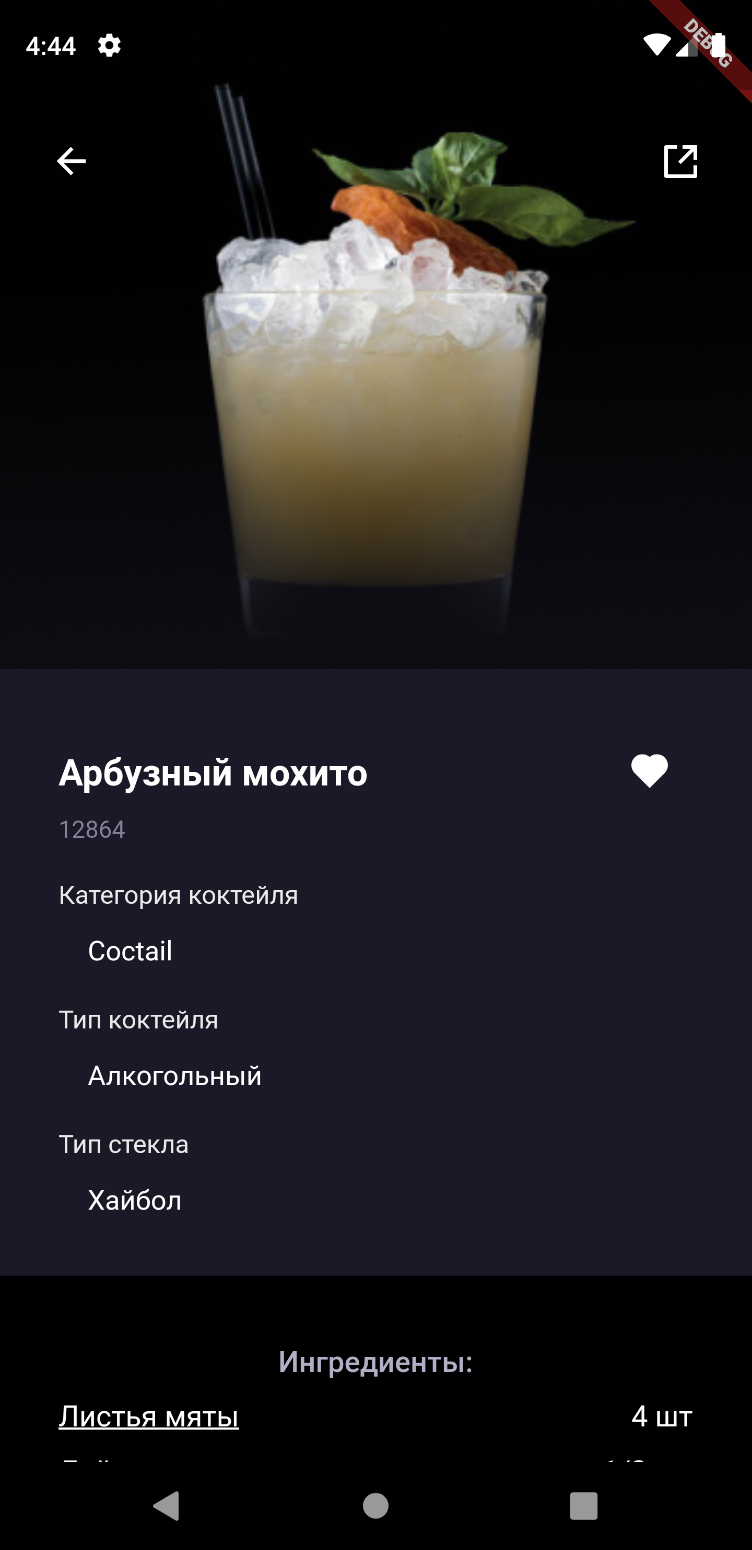 4:44
DEBUG
Арбузный мохито
12864
Категория коктейля
Coctail
Тип коктейля
Алкогольный
Тип стекла
Хайбол
Ингредиенты:
Листья мяты 4 шт